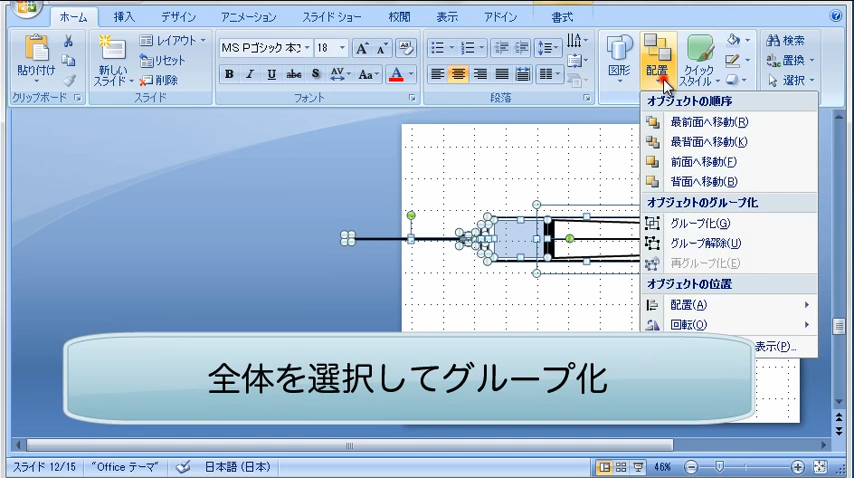 ホーム 挿入 デザイン アニメーション スライド ショー 校閲 表示 アドイン 書式
貼り付け
新しい
スライド
レイアウト
リセット
削除
MS Pゴシック 本文 18
B I U abc S AV Aa A
図形
配置
クイック
スタイル
検索
置換
選択
クリップボード スライド フォント 段落
オブジェクトの順序
最前面へ移動(R)
最背面へ移動(K)
前面へ移動(F)
背面へ移動(B)
オブジェクトのグループ化
グループ化(G)
グループ解除(U)
再グループ化(E)
オブジェクトの位置
配置(A)
回転(O)
表示(P)...
全体を選択してグループ化
スライド 12/15 "Office テーマ" 日本語 (日本) 46%